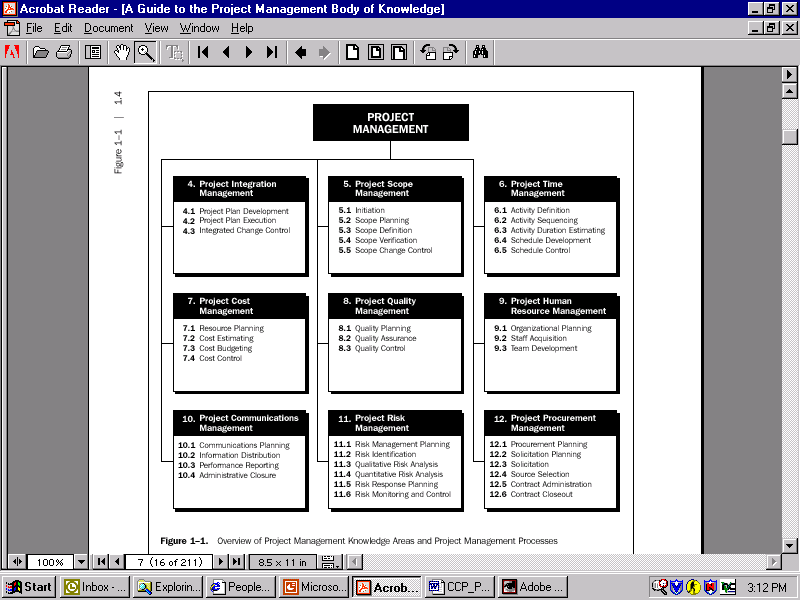 Acrobat Reader - [A Guide to the Project Management Body of Knowledge]
File Edit Document View Window Help
Figure 1–1 | 1.4
PROJECT
MANAGEMENT
4. Project Integration
Management
4.1 Project Plan Development
4.2 Project Plan Execution
4.3 Integrated Change Control
5. Project Scope
Management
5.1 Initiation
5.2 Scope Planning
5.3 Scope Definition
5.4 Scope Verification
5.5 Scope Change Control
6. Project Time
Management
6.1 Activity Definition
6.2 Activity Sequencing
6.3 Activity Duration Estimating
6.4 Schedule Development
6.5 Schedule Control
7. Project Cost
Management
7.1 Resource Planning
7.2 Cost Estimating
7.3 Cost Budgeting
7.4 Cost Control
8. Project Quality
Management
8.1 Quality Planning
8.2 Quality Assurance
8.3 Quality Control
9. Project Human
Resource Management
9.1 Organizational Planning
9.2 Staff Acquisition
9.3 Team Development
10. Project Communications
Management
10.1 Communications Planning
10.2 Information Distribution
10.3 Performance Reporting
10.4 Administrative Closure
11. Project Risk
Management
11.1 Risk Management Planning
11.2 Risk Identification
11.3 Qualitative Risk Analysis
11.4 Quantitative Risk Analysis
11.5 Risk Response Planning
11.6 Risk Monitoring and Control
12. Project Procurement
Management
12.1 Procurement Planning
12.2 Solicitation Planning
12.3 Solicitation
12.4 Source Selection
12.5 Contract Administration
12.6 Contract Closeout
Figure 1–1. Overview of Project Management Knowledge Areas and Project Management Processes
100% 7 (16 of 211) 8.5 x 11 in
Start Inbox - ... Explorin... People... Microso... Acrob... CCP_P... Adobe ... 3:12 PM